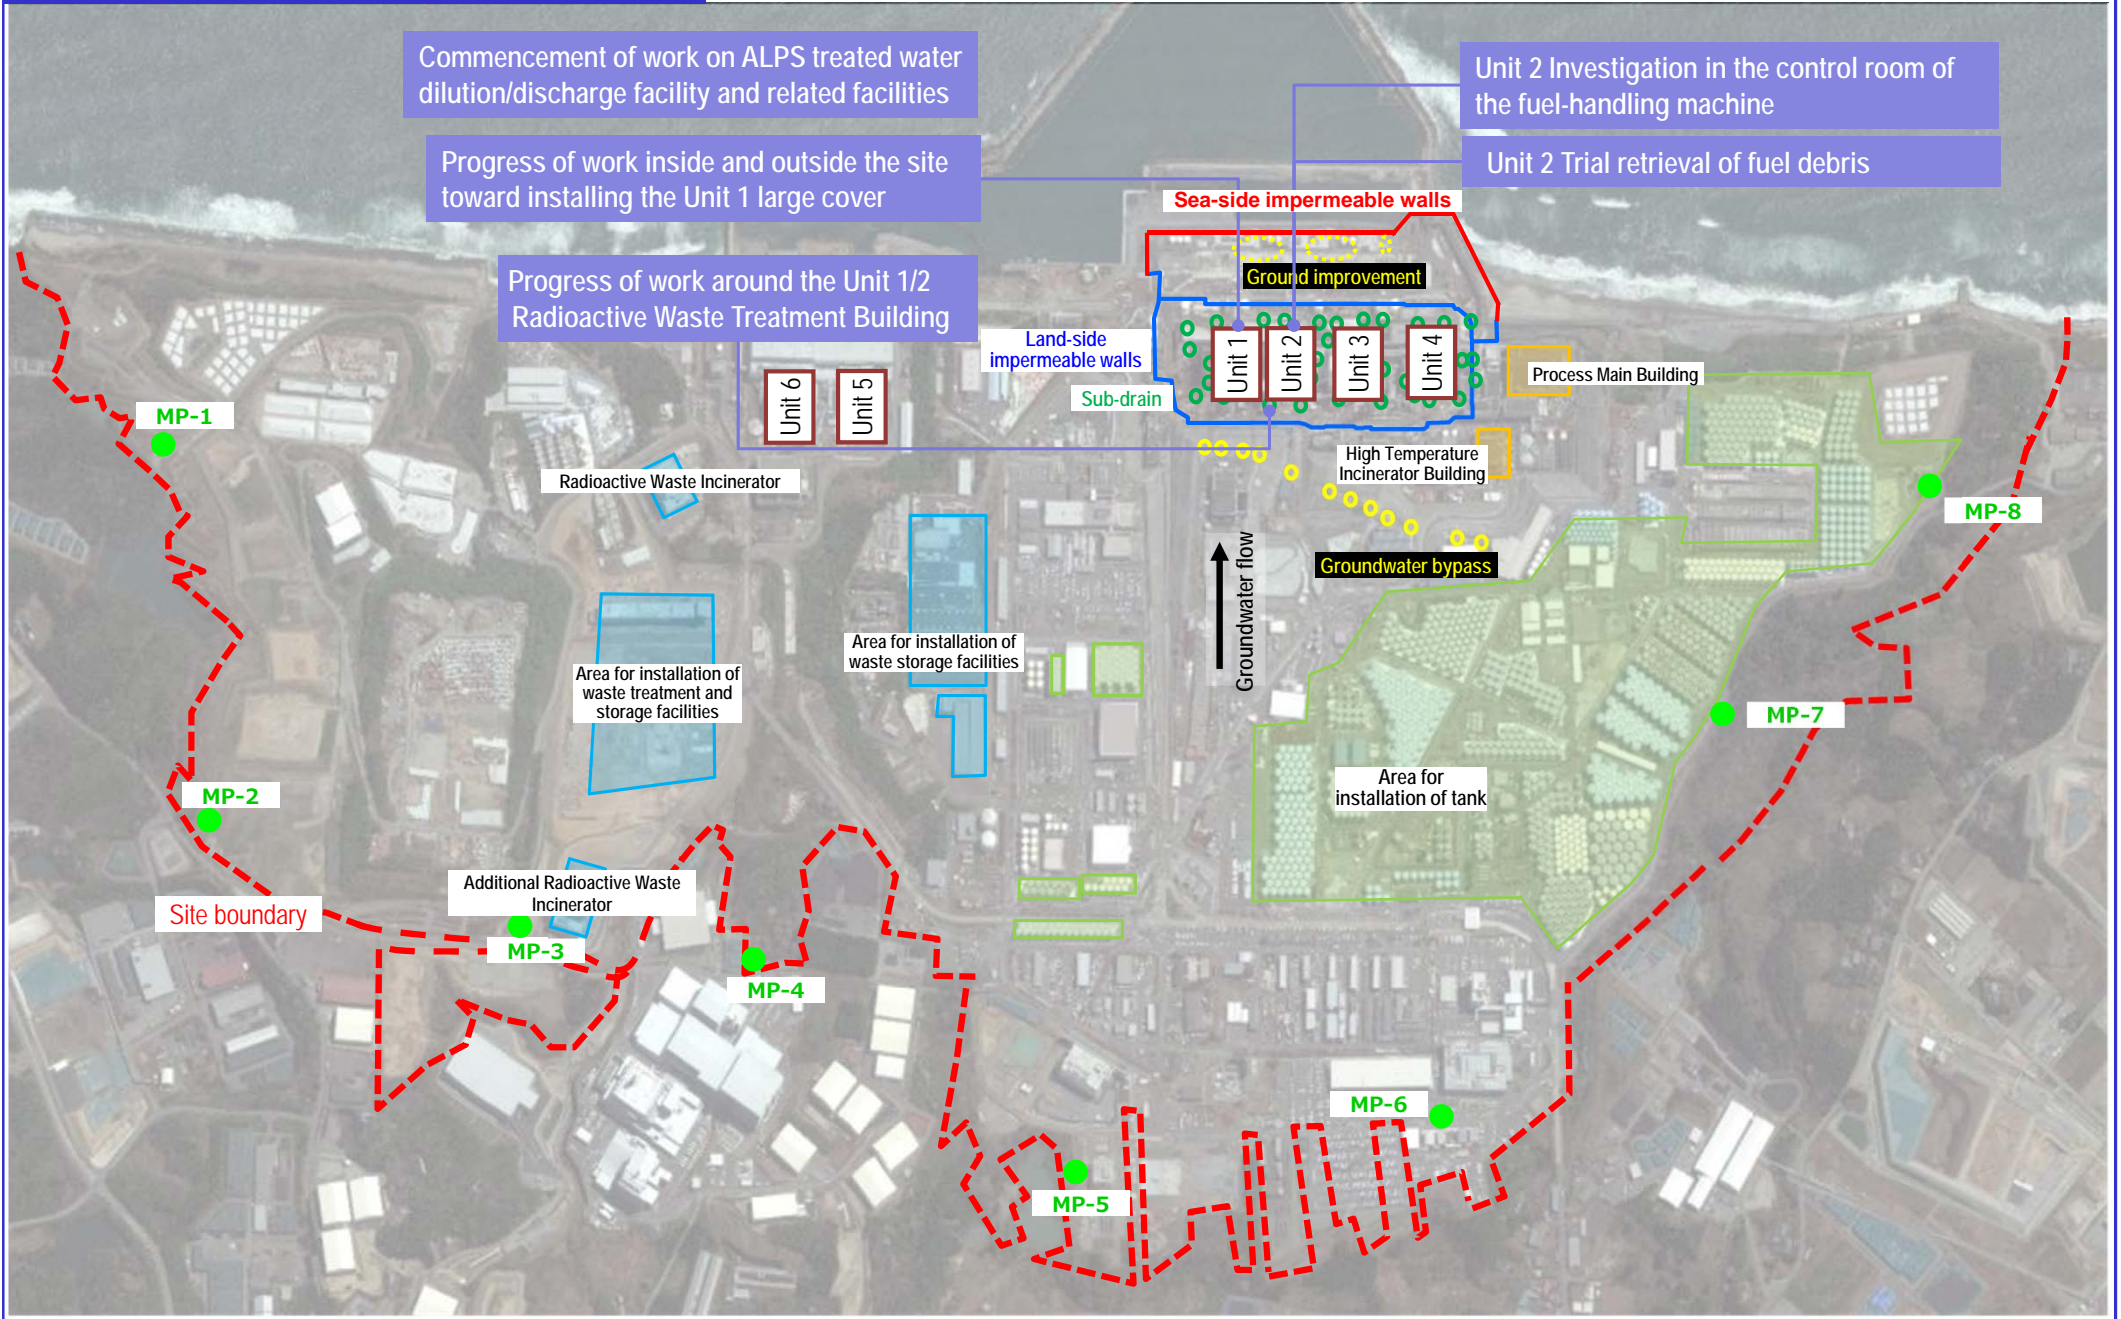 Commencement of work on ALPS treated water
dilution/discharge facility and related facilities
Unit 2 Investigation in the control room of
the fuel-handling machine
Progress of work inside and outside the site
toward installing the Unit 1 large cover
Unit 2 Trial retrieval of fuel debris
Sea-side impermeable walls
Progress of work around the Unit 1/2
Radioactive Waste Treatment Building
Ground improvement
Land-side
impermeable walls
Sub-drain
Unit 1
Unit 2
Unit 3
Unit 4
Process Main Building
Unit 6
Unit 5
MP-1
High Temperature
Incinerator Building
Radioactive Waste Incinerator
MP-8
Groundwater bypass
Groundwater flow
Area for installation of
waste storage facilities
Area for installation of
waste treatment and
storage facilities
MP-7
Area for
installation of tank
MP-2
Additional Radioactive Waste
Incinerator
Site boundary
MP-3
MP-4
MP-6
MP-5